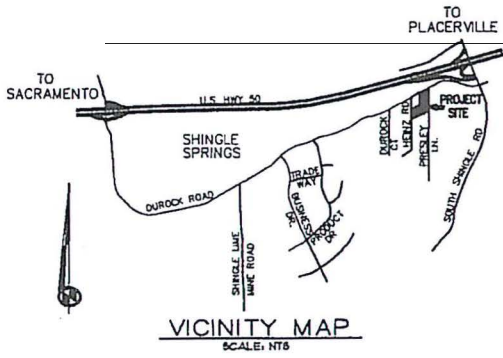 TO
PLACERVILLE
TO
SACRAMENTO
U.S. HWY 50
PROJECT
SITE
SHINGLE
SPRINGS
DUROCK
CT
HEINZ RD
PRESLEY
LN.
TRADE
WAY
DUROCK ROAD
BUSINESS
DR.
PRODUCT
DR.
SOUTH SHINGLE RD
SHINGLE LIME
MINE ROAD
N
VICINITY MAP
SCALE: NTS